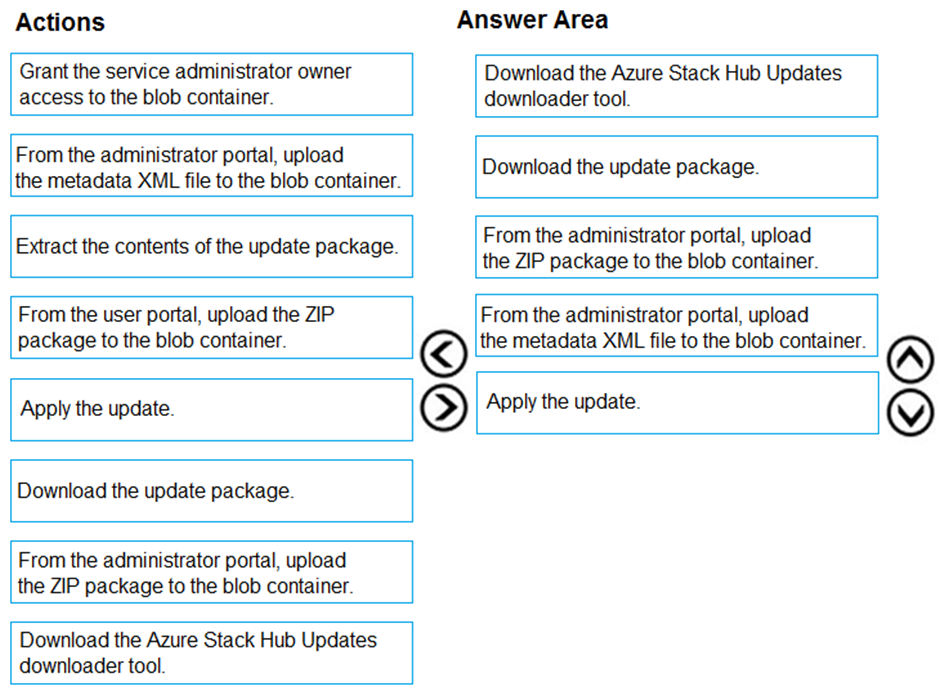 Actions
Grant the service administrator owner
access to the blob container.
From the administrator portal, upload
the metadata XML file to the blob container.
Extract the contents of the update package.
From the user portal, upload the ZIP
package to the blob container.
Apply the update.
Download the update package.
From the administrator portal, upload
the ZIP package to the blob container.
Download the Azure Stack Hub Updates
downloader tool.
Answer Area
Download the Azure Stack Hub Updates
downloader tool.
Download the update package.
From the administrator portal, upload
the ZIP package to the blob container.
From the administrator portal, upload
the metadata XML file to the blob container.
Apply the update.